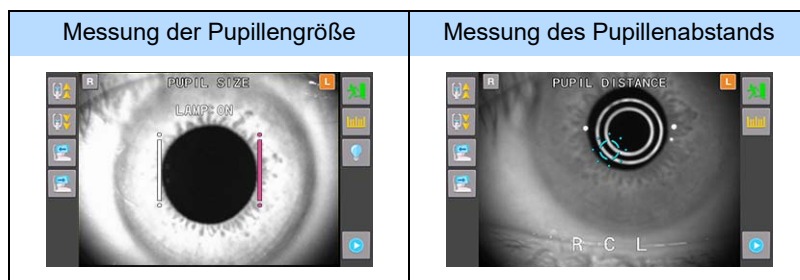 Messung der Pupillengröße
Messung des Pupillenabstands
R
PUPIL SIZE
L
LAMP: ON
R
PUPIL DISTANCE
L
R C L